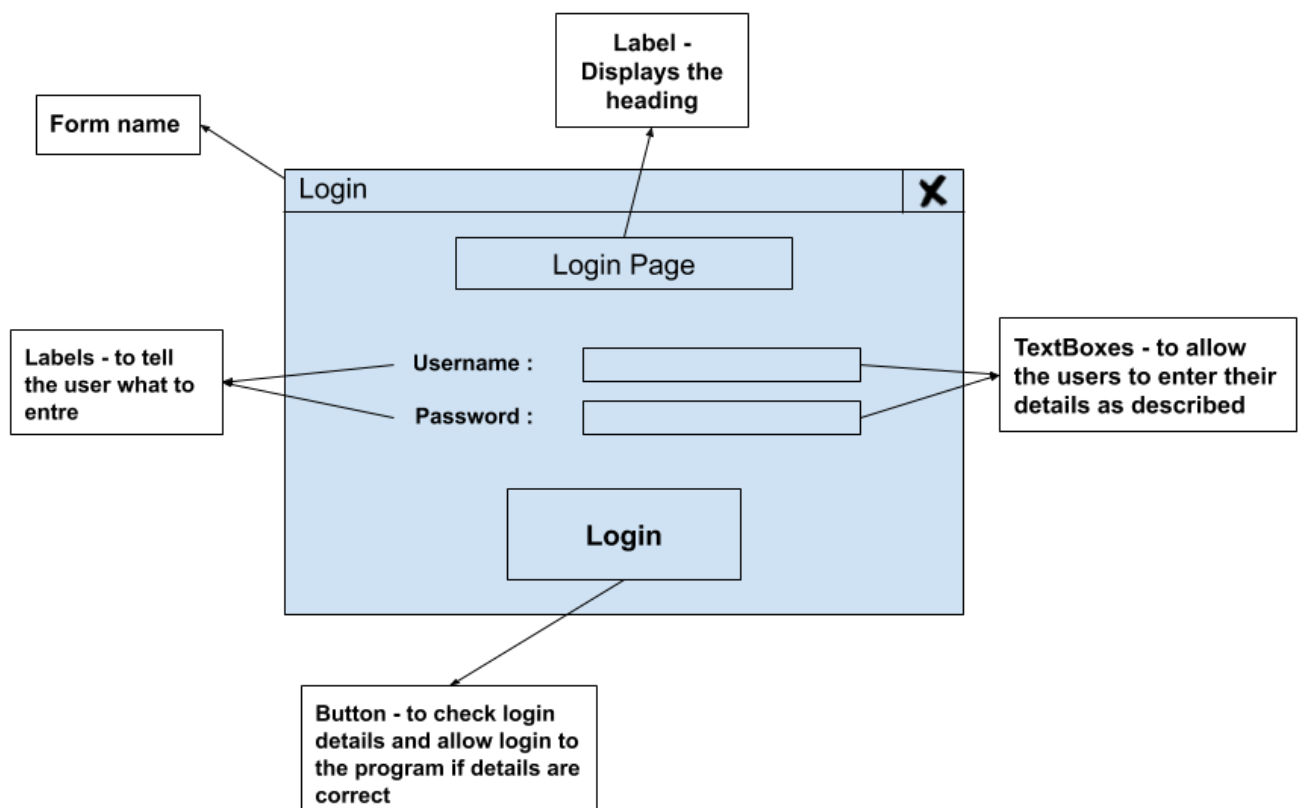 Label -
Displays the
heading
Form name
Login
Login Page
Labels - to tell
the user what to
entre
Username :
Password :
TextBoxes - to allow
the users to enter their
details as described
Login
Button - to check login
details and allow login to
the program if details are
correct